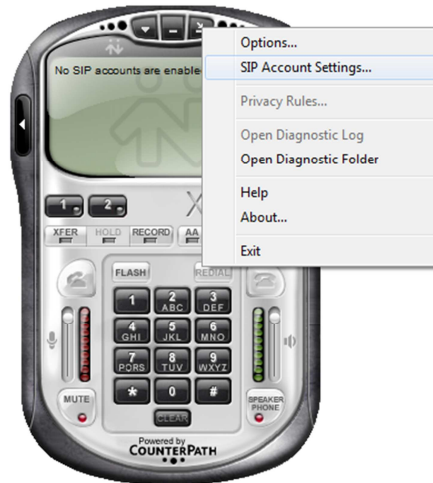 No SIP accounts are enable
Options...
SIP Account Settings...
Privacy Rules...
Open Diagnostic Log
Open Diagnostic Folder
Help
About...
Exit
1 2 X
XFER HOLD RECORD AA
FLASH REDIAL
1 2 ABC 3 DEF
4 GHI 5 JKL 6 MNO
7 PQRS 8 TUV 9 WXYZ
* 0 #
MUTE CLEAR SPEAKER PHONE
Powered by
COUNTERPATH